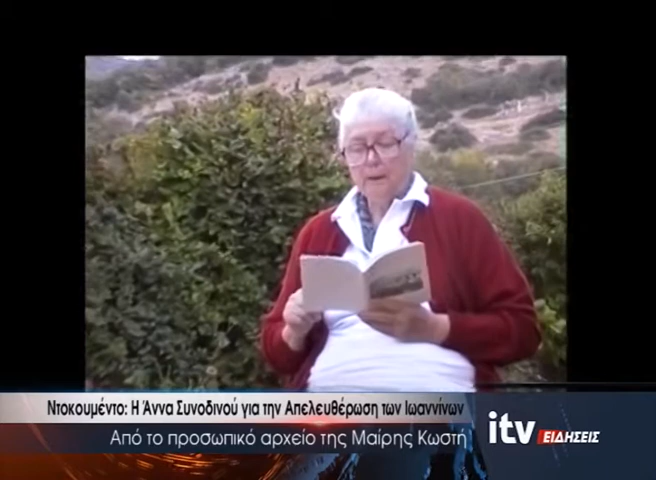 Ντοκουμέντο: Η Άννα Συνοδινού για την Απελευθέρωση των Ιωαννίνων
Από το προσωπικό αρχείο της Μαίρης Κωστή
itv ΕΙΔΗΣΕΙΣ